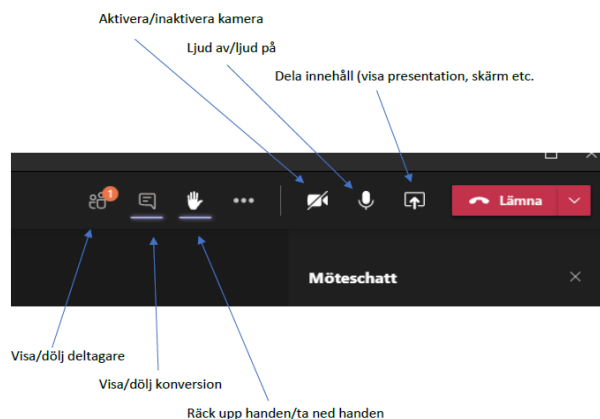 Aktivera/inaktivera kamera
Ljud av/ljud på
Dela innehåll (visa presentation, skärm etc.
1
Lämna
Möteschatt
Visa/dölj deltagare
Visa/dölj konversion
Räck upp handen/ta ned handen